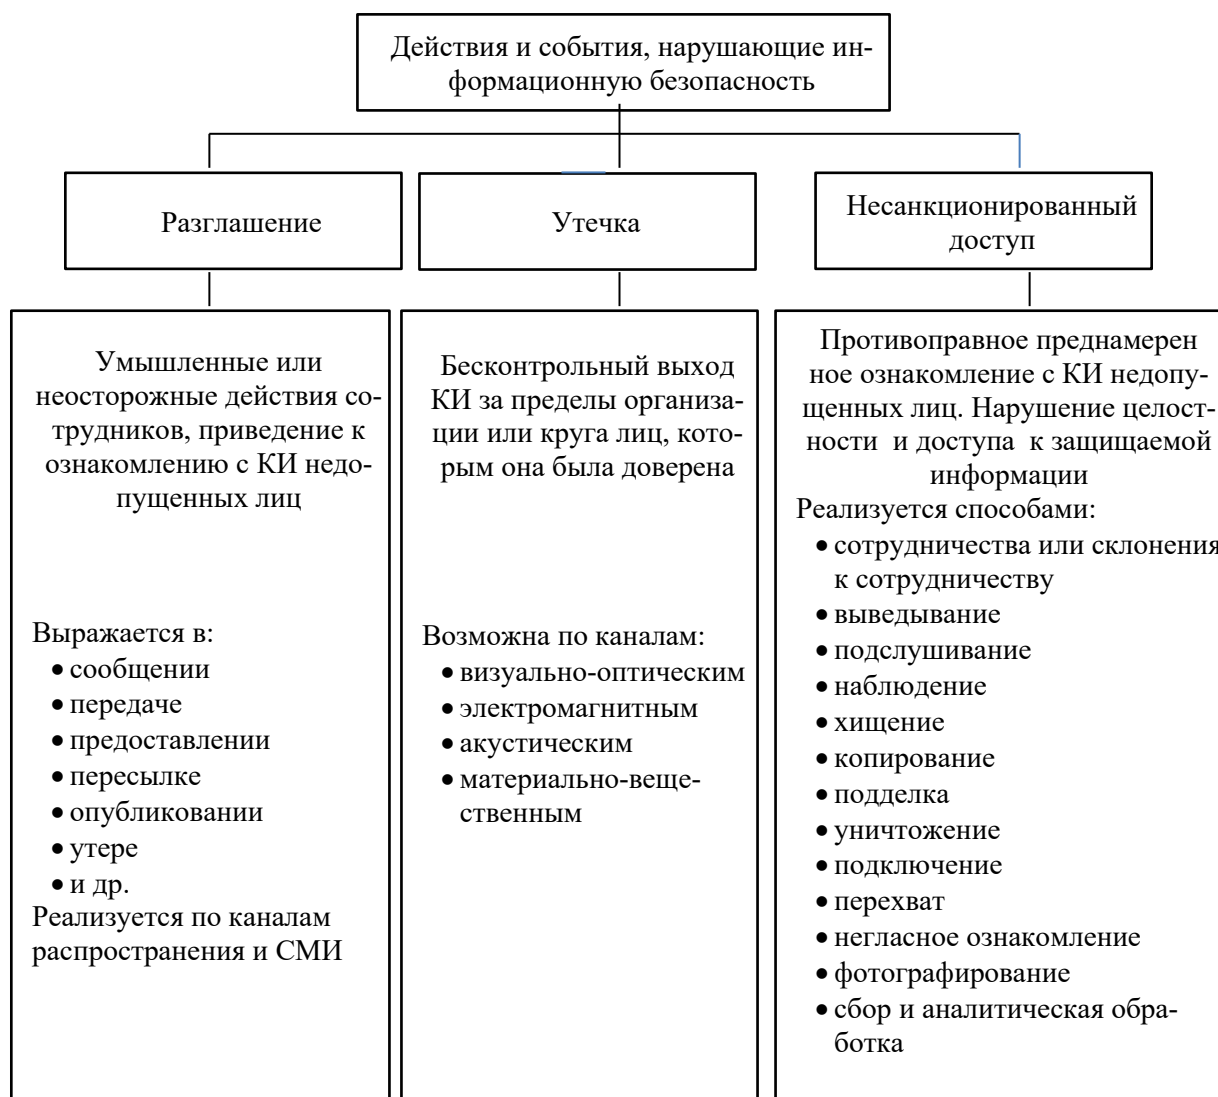 Действия и события, нарушающие ин-
формационную безопасность
Разглашение
Утечка
Несанкционированный
доступ
Умышленные или
неосторожные действия со-
трудников, приведение к
ознакомлению с КИ недо-
пущенных лиц
Выражается в:
• сообщении
• передаче
• предоставлении
• пересылке
• опубликовании
• утере
• и др.
Реализуется по каналам
распространения и СМИ
Бесконтрольный выход
КИ за пределы организа-
ции или круга лиц, кото-
рым она была доверена
Возможна по каналам:
• визуально-оптическим
• электромагнитным
• акустическим
• материально-веще-
ственным
Противоправное преднамерен
ное ознакомление с КИ недопу-
щенных лиц. Нарушение целост-
ности и доступа к защищаемой
информации
Реализуется способами:
• сотрудничества или склонения
к сотрудничеству
• выведывание
• подслушивание
• наблюдение
• хищение
• копирование
• подделка
• уничтожение
• подключение
• перехват
• негласное ознакомление
• фотографирование
• сбор и аналитическая обра-
ботка